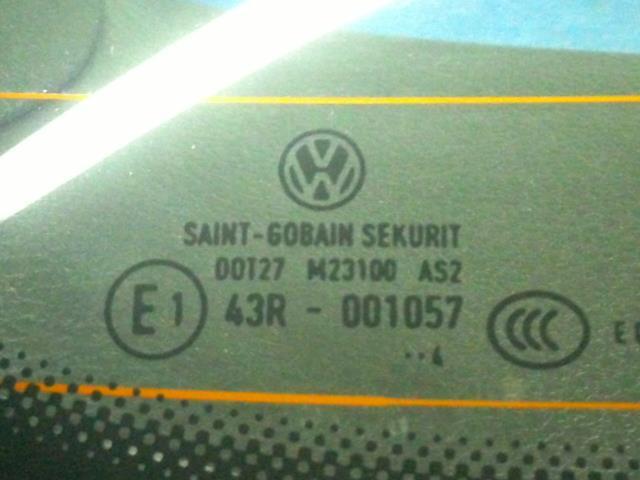 SAINT-GOBAIN SEKURIT
DOT27 M23100 AS2
E1 43R - 001057
..4